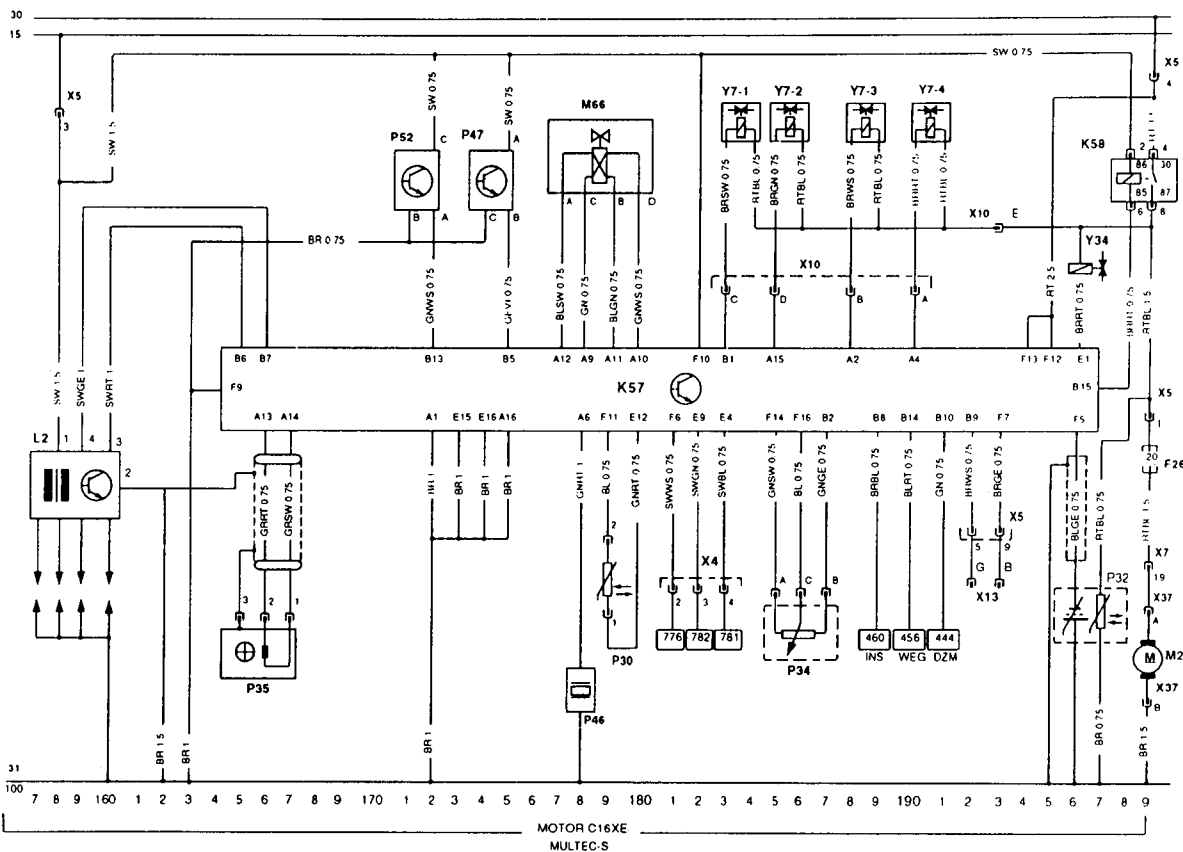 30
15
SW 0.75
X5
4
X5
3
SW 1.5
SW 0.75
SW 0.75
P52 C
P47 A
M66
Y7-1 Y7-2 Y7-3 Y7-4
K58
2 4
86 30
85 87
6 8
B A
C B
A C B D
BRSW 0.75
RTBL 0.75
BRGN 0.75
RTBL 0.75
BRWS 0.75
RTBL 0.75
RTBL 0.75
X10 E
BR 0.75
Y34
X10
C D B A
GNWS 0.75
BLSW 0.75
GN 0.75
BLGN 0.75
GNWS 0.75
RT 2.5
BRRT 0.75
RTBL 1.5
B6 B7 B13 B5 A12 A9 A11 A10 F10 B1 A15 A2 A4 F13 F12 E1
F9 K57 B15
A13 A14 A1 E15 E16 A16 A6 F11 E12 F6 E9 E4 F14 F16 B2 B8 B14 B10 B9 F7 F5
SW 1.5
SWGE 1
SWRT 1
X5
1
L2 1 4 3
2
20
F26
GRRT 0.75
GRSW 0.75
BR 1
BR 1
BR 1
BR 1
GNRT 1
BL 0.75
GNRT 0.75
SWWS 0.75
SWGN 0.75
SWBL 0.75
GNSW 0.75
BL 0.75
GNGE 0.75
BRBL 0.75
BLRT 0.75
GN 0.75
BRWS 0.75
BRGE 0.75
BLGE 0.75
RTBL 0.75
RTBL 1.5
X5
2
5 9
X4
G B
X13
X7
19
2 3 4
A C B
P32
X37
A
3 2 1
1
776 782 781
460 456 444
INS WEG DZM
M M2
P30
P34
P35
P46
X37
B
BR 1.5
BR 1
BR 1
BR 0.75
BR 1.5
31
100
7 8 9 160 1 2 3 4 5 6 7 8 9 170 1 2 3 4 5 6 7 8 9 180 1 2 3 4 5 6 7 8 9 190 1 2 3 4 5 6 7 8 9
MOTOR C16XE
MULTEC-S